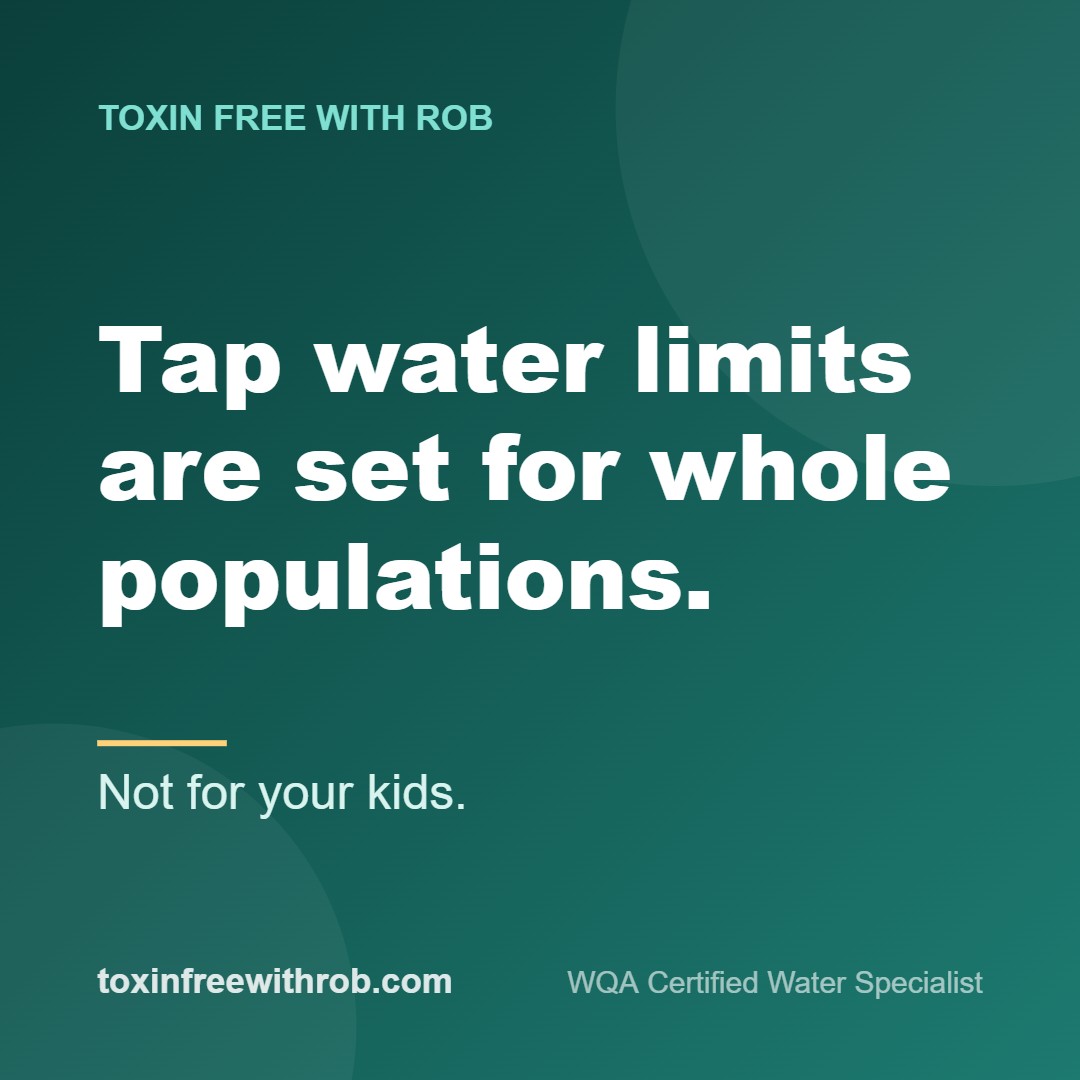 TOXIN FREE WITH ROB
Tap water limits
are set for whole
populations.
Not for your kids.
toxinfreewithrob.com
WQA Certified Water Specialist